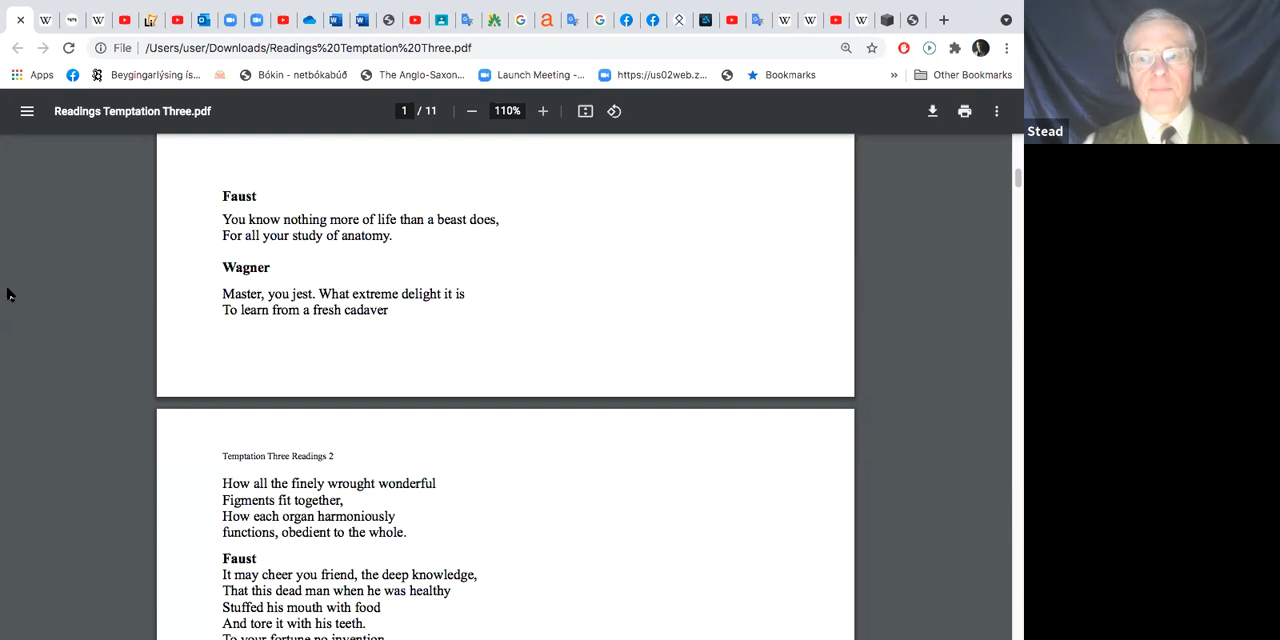 File
/Users/user/Downloads/Readings%20Temptation%20Three.pdf
Apps
Beygingarlýsing ís...
Bókin - netbókabúð
The Anglo-Saxon...
Launch Meeting -...
https://us02web.z...
Bookmarks
»
Other Bookmarks
Readings Temptation Three.pdf
1 / 11
110%
Stead
Faust
You know nothing more of life than a beast does,
For all your study of anatomy.
Wagner
Master, you jest. What extreme delight it is
To learn from a fresh cadaver
Temptation Three Readings 2
How all the finely wrought wonderful
Figments fit together,
How each organ harmoniously
functions, obedient to the whole.
Faust
It may cheer you friend, the deep knowledge,
That this dead man when he was healthy
Stuffed his mouth with food
And tore it with his teeth.
To your fortune no invention